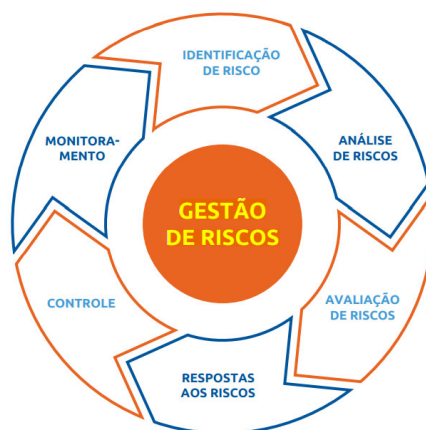 IDENTIFICAÇÃO
DE RISCO
ANÁLISE
DE RISCOS
AVALIAÇÃO
DE RISCOS
RESPOSTAS
AOS RISCOS
CONTROLE
MONITORA-
MENTO
GESTÃO
DE RISCOS